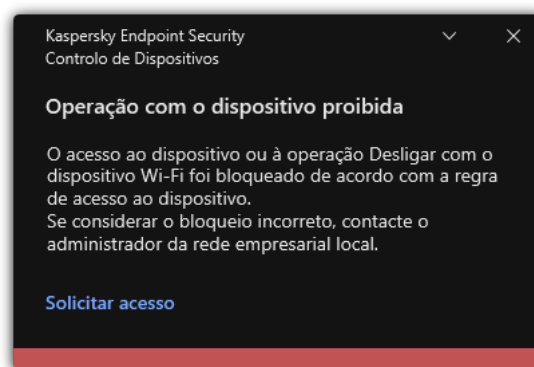 Kaspersky Endpoint Security
Controlo de Dispositivos
Operação com o dispositivo proibida
O acesso ao dispositivo ou à operação Desligar com o
dispositivo Wi-Fi foi bloqueado de acordo com a regra
de acesso ao dispositivo.
Se considerar o bloqueio incorreto, contacte o
administrador da rede empresarial local.
Solicitar acesso